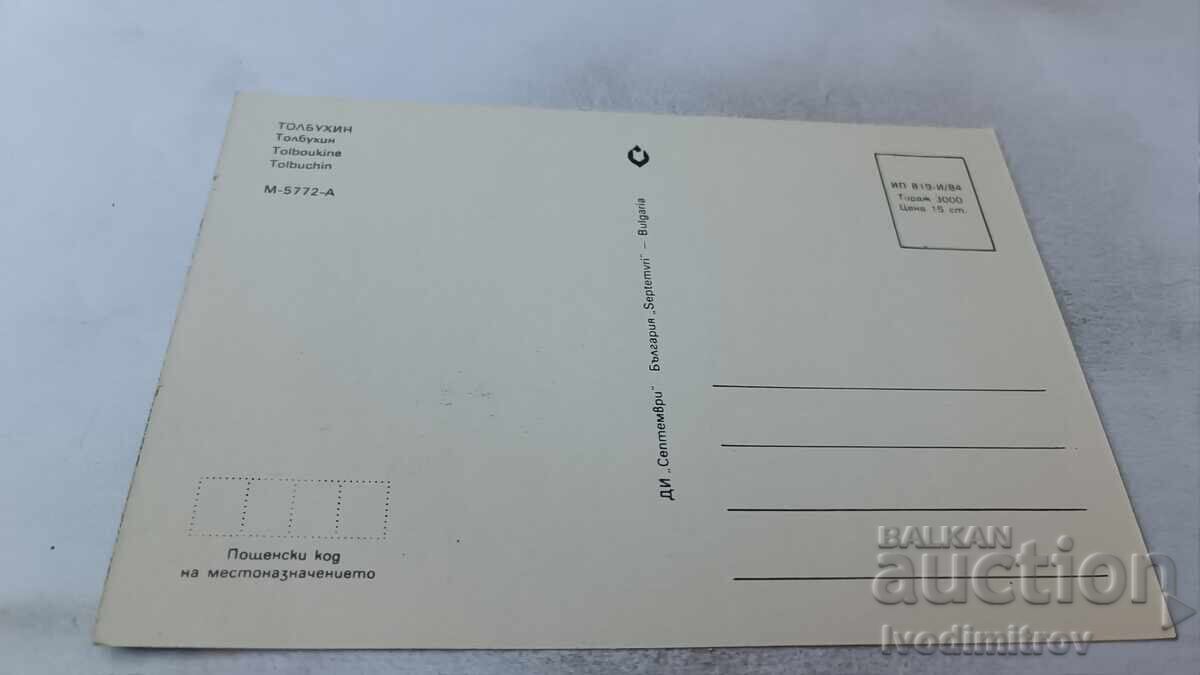 ТОЛБУХИН
Толбухин
Tolboukine
Tolbuchin
М-5772-А
ДИ „Септември" България „Septemvri" – Bulgaria
ИП 819-И/84
Тираж 3000
Цена 15 ст.
Пощенски код
на местоназначението
BALKAN
auction
Ivodimitrov